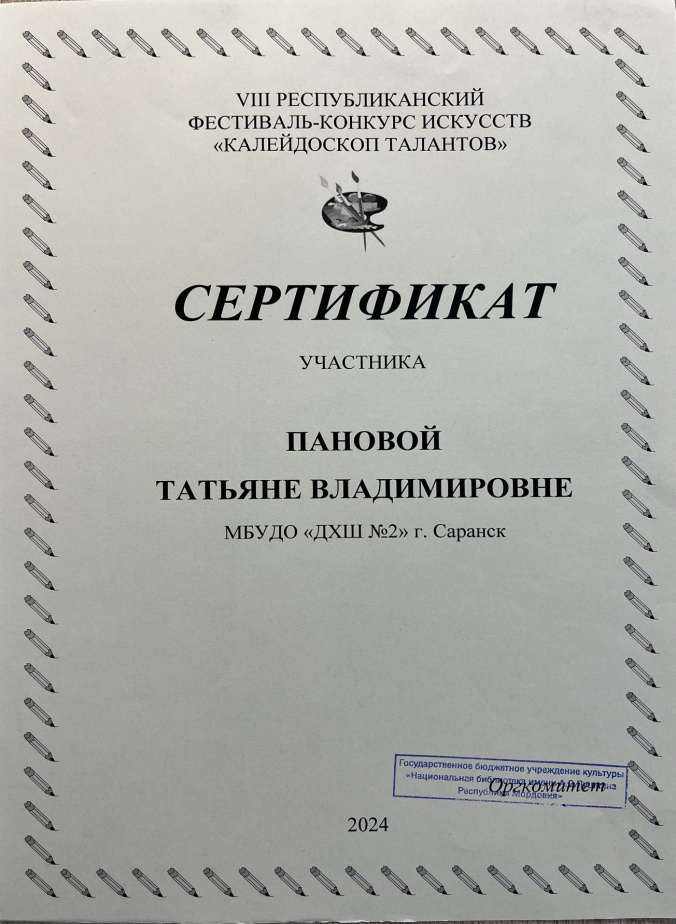 VIII РЕСПУБЛИКАНСКИЙ
ФЕСТИВАЛЬ-КОНКУРС ИСКУССТВ
«КАЛЕЙДОСКОП ТАЛАНТОВ»
СЕРТИФИКАТ
УЧАСТНИКА
ПАНОВОЙ
ТАТЬЯНЕ ВЛАДИМИРОВНЕ
МБУДО «ДХШ №2» г. Саранск
Государственное бюджетное учреждение культуры
«Национальная библиотека имени А.С.Пушкина
Республики Мордовия»
Оргкомитет
2024